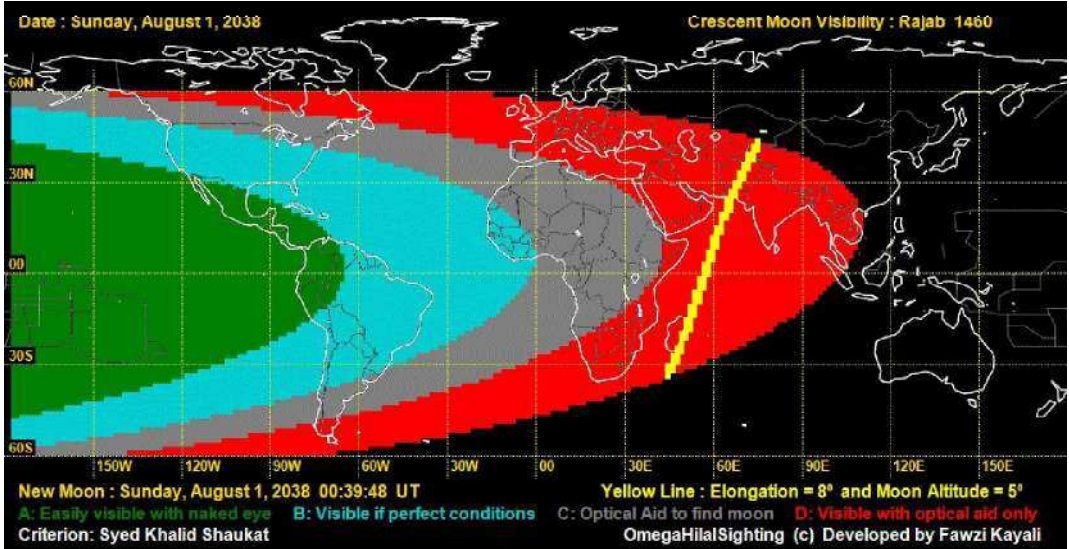 Date : Sunday, August 1, 2038 Crescent Moon Visibility : Rajab 1460
60N
30N
00
30S
60S
150W 120W 90W 60W 30W 00 30E 60E 90E 120E 150E
New Moon : Sunday, August 1, 2038 00:39:48 UT Yellow Line : Elongation = 8º and Moon Altitude = 5º
A: Easily visible with naked eye B: Visible if perfect conditions C: Optical Aid to find moon D: Visible with optical aid only
Criterion: Syed Khalid Shaukat OmegaHilalSighting (c) Developed by Fawzi Kayali